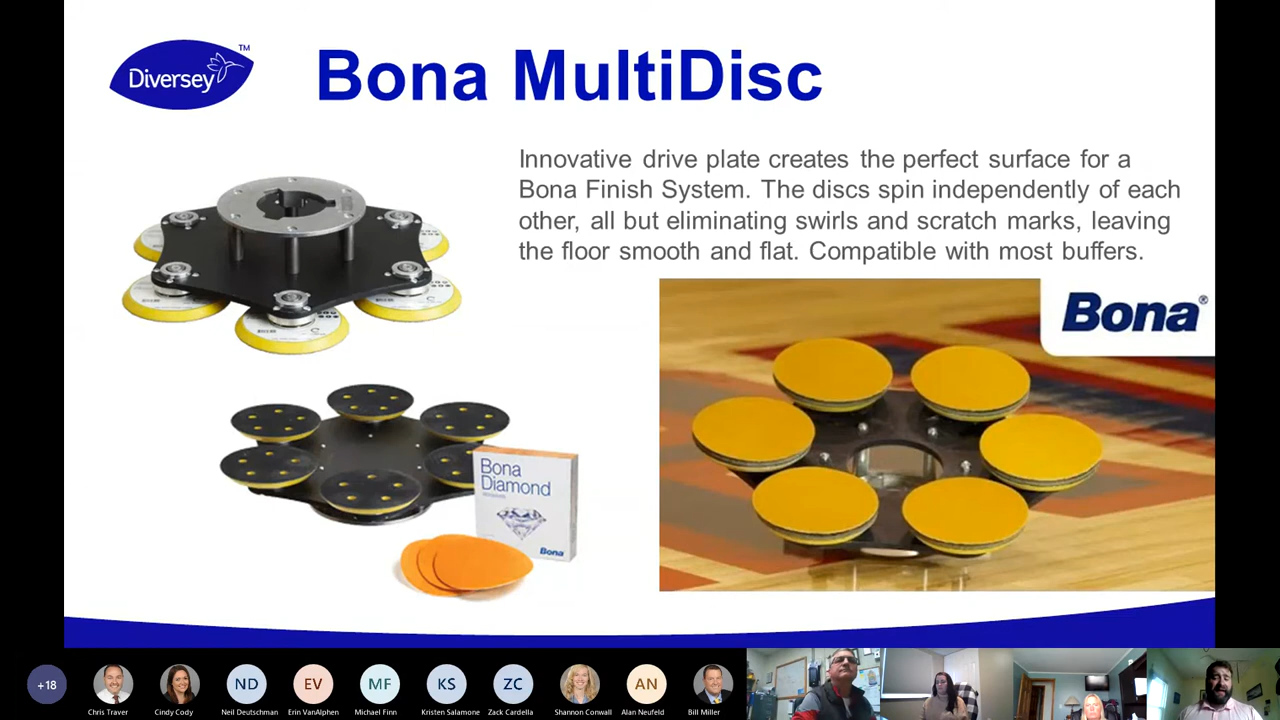 Diversey™
Bona MultiDisc
Innovative drive plate creates the perfect surface for a
Bona Finish System. The discs spin independently of each
other, all but eliminating swirls and scratch marks, leaving
the floor smooth and flat. Compatible with most buffers.
Bona®
Bona
Diamond
Bona
+18
ND
EV
MF
KS
ZC
AN
Chris Traver
Cindy Cody
Neil Deutschman
Erin VanAlphen
Michael Finn
Kristen Salamone
Zack Cardella
Shannon Conwall
Alan Neufeld
Bill Miller